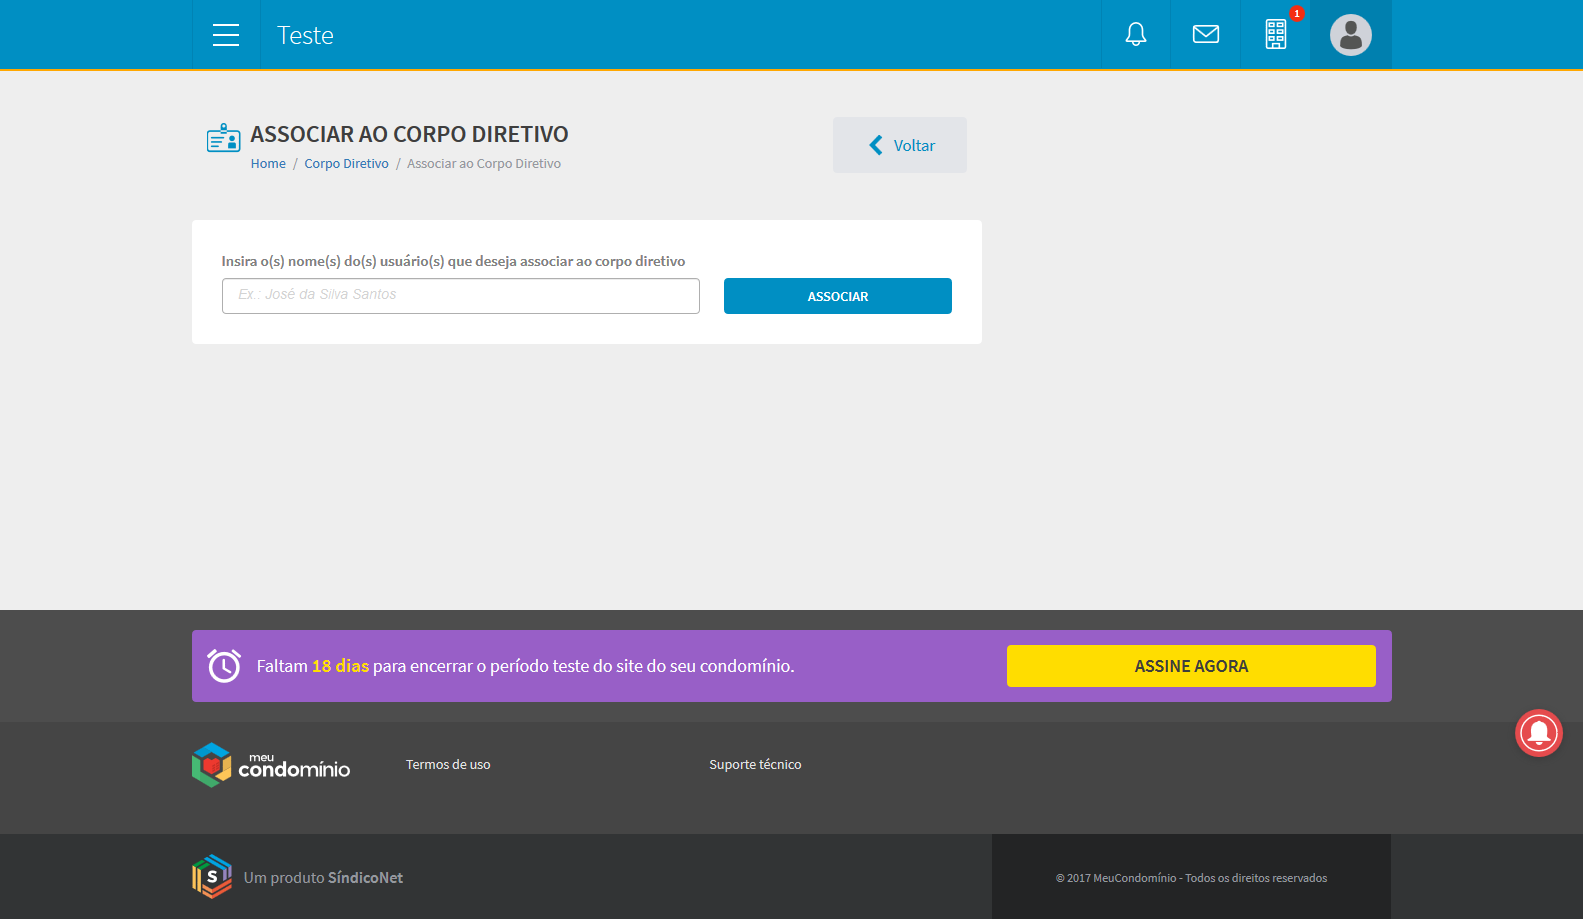 Teste
1
ASSOCIAR AO CORPO DIRETIVO
Home / Corpo Diretivo / Associar ao Corpo Diretivo
Voltar
Insira o(s) nome(s) do(s) usuário(s) que deseja associar ao corpo diretivo
Ex.: José da Silva Santos
ASSOCIAR
Faltam 18 dias para encerrar o período teste do site do seu condomínio.
ASSINE AGORA
meu
condomínio
Termos de uso
Suporte técnico
S
Um produto SíndicoNet
© 2017 MeuCondomínio - Todos os direitos reservados